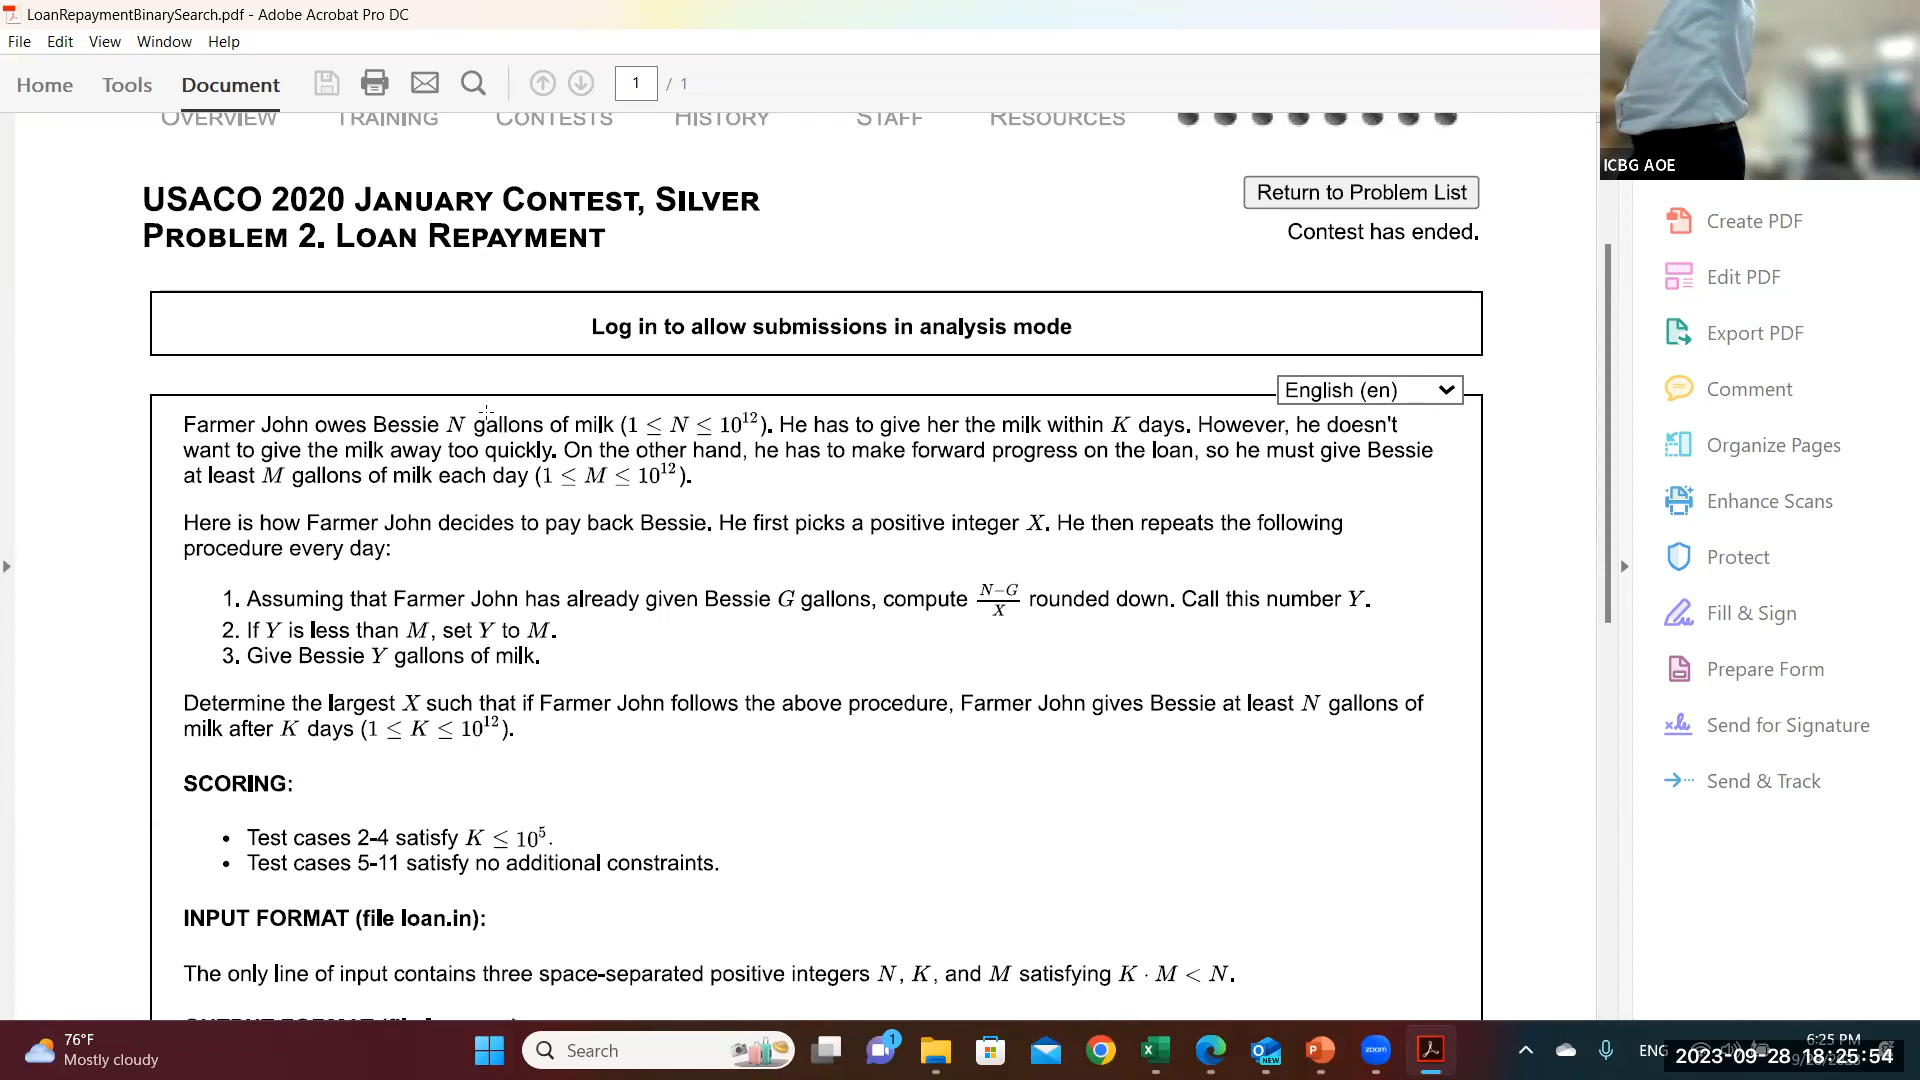 LoanRepaymentBinarySearch.pdf - Adobe Acrobat Pro DC
File Edit View Window Help
Home Tools Document 1 / 1
OVERVIEW TRAINING CONTESTS HISTORY STAFF RESOURCES
ICBG AOE
USACO 2020 JANUARY CONTEST, SILVER
PROBLEM 2. LOAN REPAYMENT
Return to Problem List
Contest has ended.
Log in to allow submissions in analysis mode
English (en)
Farmer John owes Bessie N gallons of milk (1 ≤ N ≤ 10¹²). He has to give her the milk within K days. However, he doesn't
want to give the milk away too quickly. On the other hand, he has to make forward progress on the loan, so he must give Bessie
at least M gallons of milk each day (1 ≤ M ≤ 10¹²).
Here is how Farmer John decides to pay back Bessie. He first picks a positive integer X. He then repeats the following
procedure every day:
1. Assuming that Farmer John has already given Bessie G gallons, compute (N−G)/X rounded down. Call this number Y.
2. If Y is less than M, set Y to M.
3. Give Bessie Y gallons of milk.
Determine the largest X such that if Farmer John follows the above procedure, Farmer John gives Bessie at least N gallons of
milk after K days (1 ≤ K ≤ 10¹²).
SCORING:
• Test cases 2-4 satisfy K ≤ 10⁵.
• Test cases 5-11 satisfy no additional constraints.
INPUT FORMAT (file loan.in):
The only line of input contains three space-separated positive integers N, K, and M satisfying K · M < N.
Create PDF
Edit PDF
Export PDF
Comment
Organize Pages
Enhance Scans
Protect
Fill & Sign
Prepare Form
Send for Signature
Send & Track
76°F
Mostly cloudy
Search
1
NEW
zoom
ENG
6:25 PM
2023-09-28 18:25:54